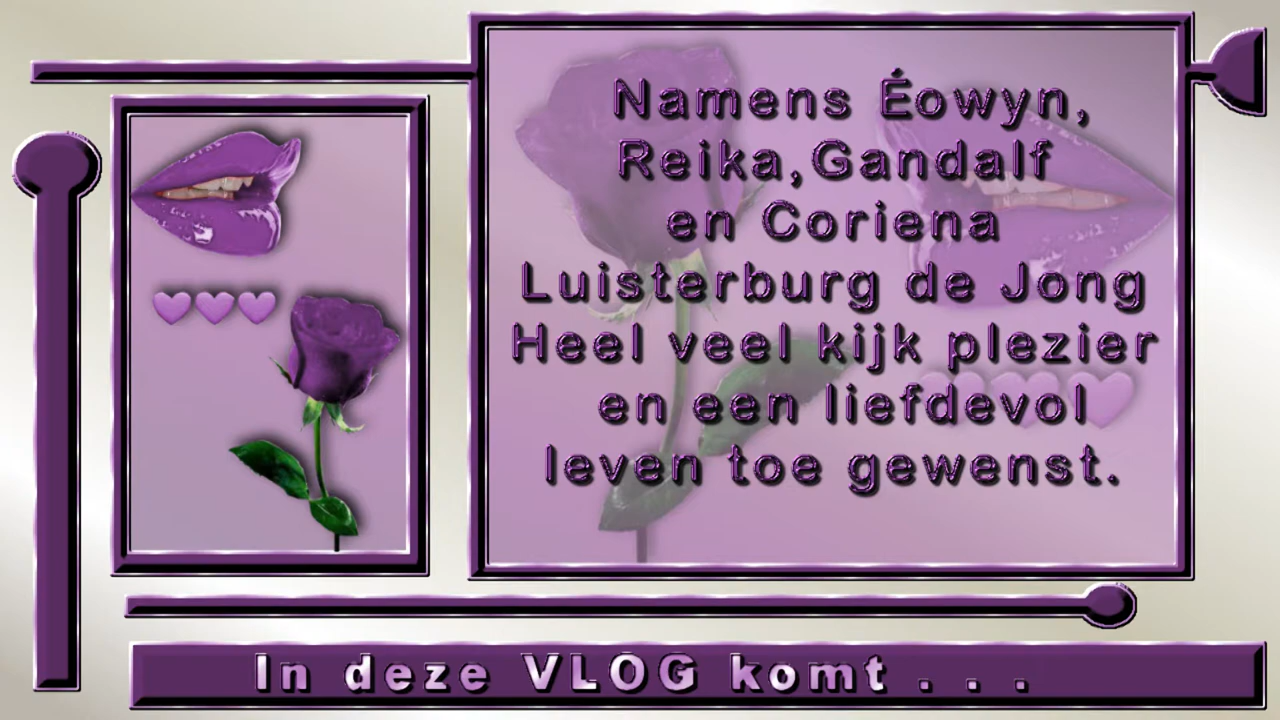 Namens Éowyn,
Reika,Gandalf
en Coriena
Luisterburg de Jong
Heel veel kijk plezier
en een liefdevol
leven toe gewenst.
In deze VLOG komt . . .